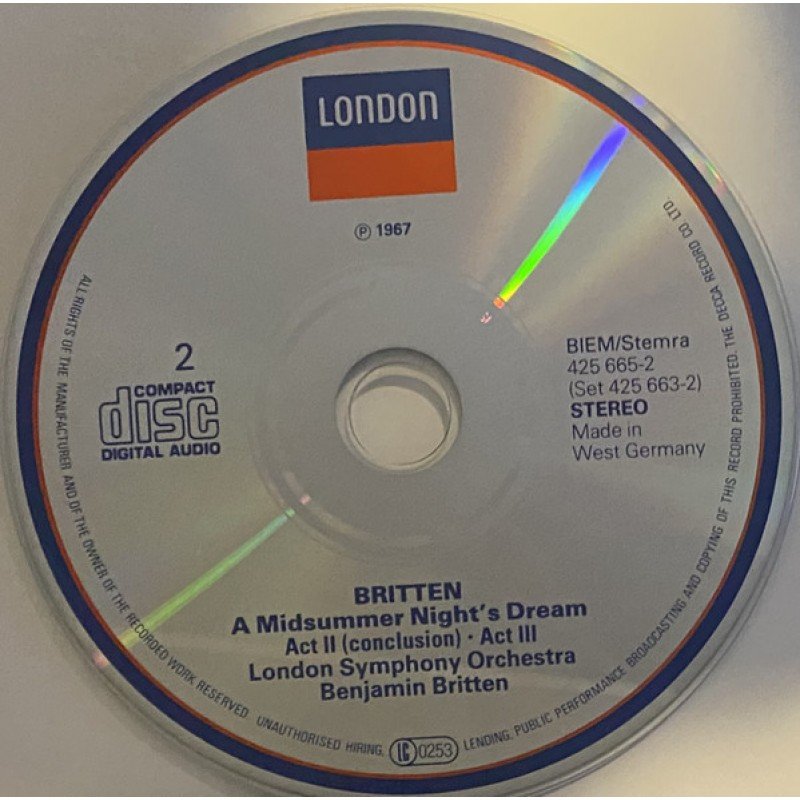 LONDON
℗ 1967
2
COMPACT
disc
DIGITAL AUDIO
BIEM/Stemra
425 665-2
(Set 425 663-2)
STEREO
Made in
West Germany
BRITTEN
A Midsummer Night's Dream
Act II (conclusion) · Act III
London Symphony Orchestra
Benjamin Britten
ALL RIGHTS OF THE MANUFACTURER AND OF THE OWNER OF THE RECORDED WORK RESERVED. UNAUTHORISED HIRING, LC 0253 LENDING, PUBLIC PERFORMANCE, BROADCASTING AND COPYING OF THIS RECORD PROHIBITED. THE DECCA RECORD CO. LTD.